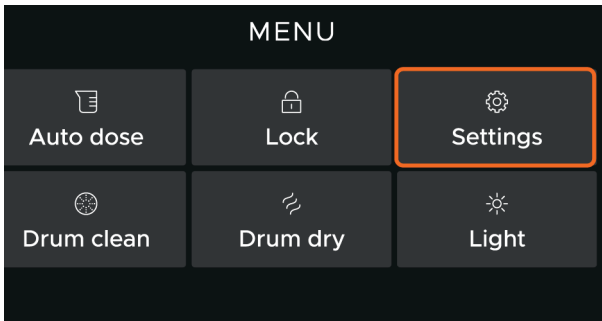 MENU
Auto dose
Lock
Settings
Drum clean
Drum dry
Light